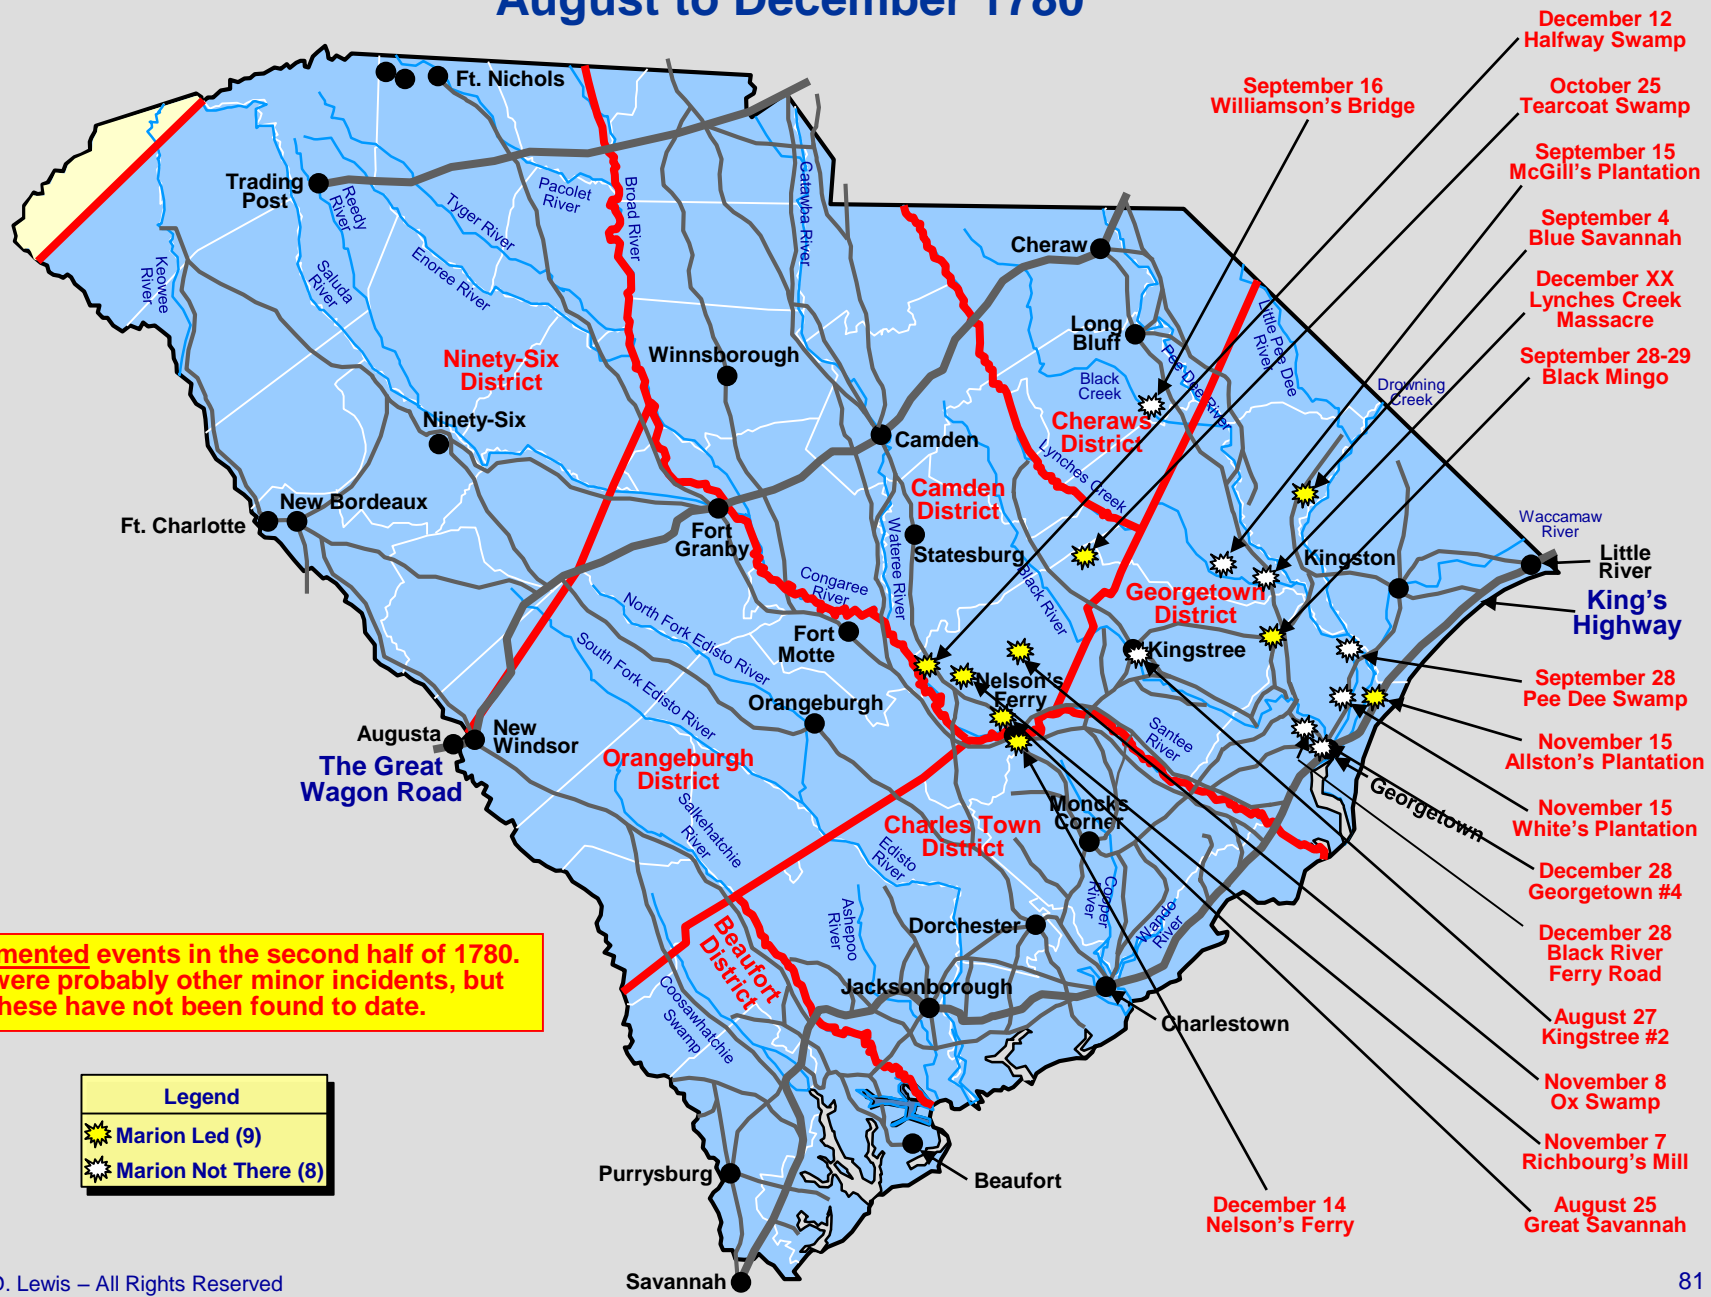 August to December 1780
December 12
Halfway Swamp
September 16
Williamson's Bridge
October 25
Tearcoat Swamp
September 15
McGill's Plantation
September 4
Blue Savannah
December XX
Lynches Creek
Massacre
September 28-29
Black Mingo
Ft. Nichols
Trading
Post
Reedy
River
Tyger River
Pacolet
River
Broad River
Catawba River
Enoree River
Saluda
River
Keowee
River
Cheraw
Long
Bluff
Little Pee Dee
River
Pee Dee River
Black
Creek
Drowning
Creek
Ninety-Six
District
Winnsborough
Ninety-Six
Cheraws
District
Camden
Lynches Creek
Camden
District
New Bordeaux
Ft. Charlotte
Fort
Granby
Wateree River
Statesburg
Black River
Kingston
Waccamaw
River
Little
River
King's
Highway
Congaree
River
North Fork Edisto River
South Fork Edisto River
Fort
Motte
Georgetown
District
Kingstree
Nelson's
Ferry
Orangeburgh
Augusta
New
Windsor
The Great
Wagon Road
Orangeburgh
District
Santee
River
September 28
Pee Dee Swamp
November 15
Allston's Plantation
Georgetown
November 15
White's Plantation
Salkehatchie
River
Charles Town
District
Moncks
Corner
Edisto
River
Cooper
River
Wando
River
Ashepoo
River
Dorchester
December 28
Georgetown #4
December 28
Black River
Ferry Road
Beaufort
District
Jacksonborough
Charlestown
Coosawhatchie
Swamp
mented events in the second half of 1780.
were probably other minor incidents, but
hese have not been found to date.
August 27
Kingstree #2
November 8
Ox Swamp
November 7
Richbourg's Mill
August 25
Great Savannah
December 14
Nelson's Ferry
Legend
Marion Led (9)
Marion Not There (8)
Purrysburg
Beaufort
Savannah
D. Lewis – All Rights Reserved
81